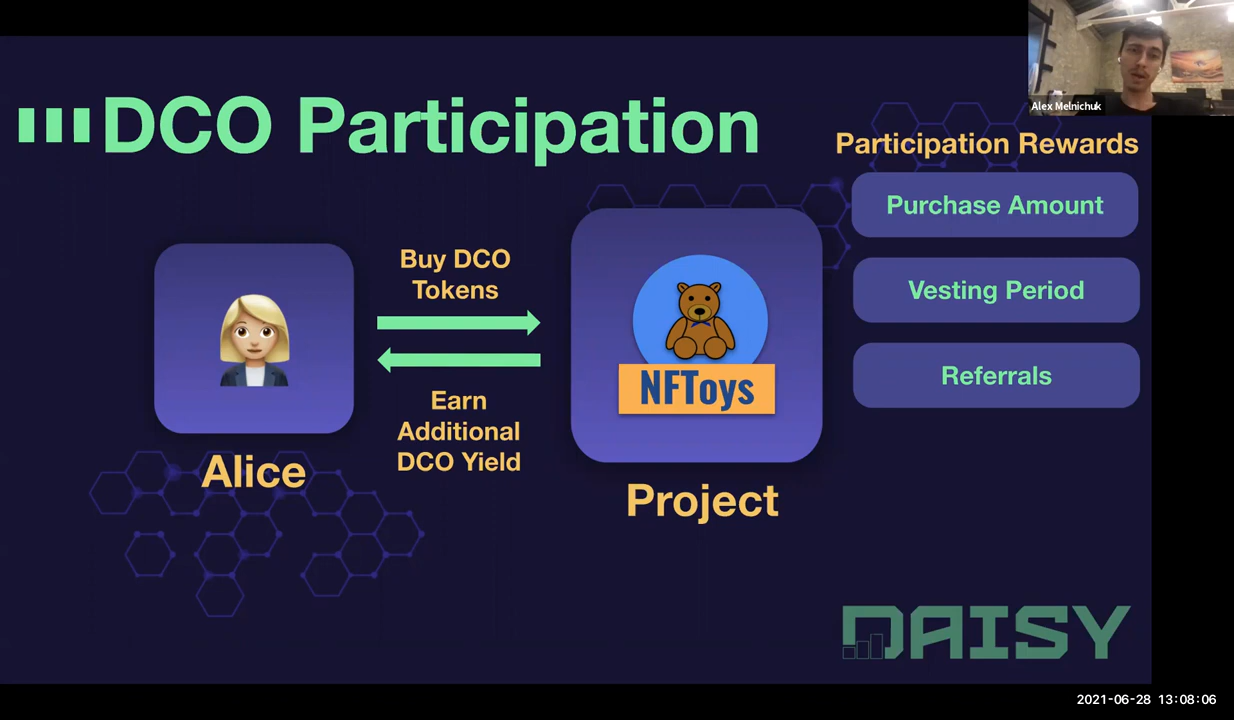 DCO Participation
Alex Melnichuk
Participation Rewards
Purchase Amount
Vesting Period
Referrals
Buy DCO
Tokens
Earn
Additional
DCO Yield
NFToys
Alice
Project
DAISY
2021-06-28 13:08:06